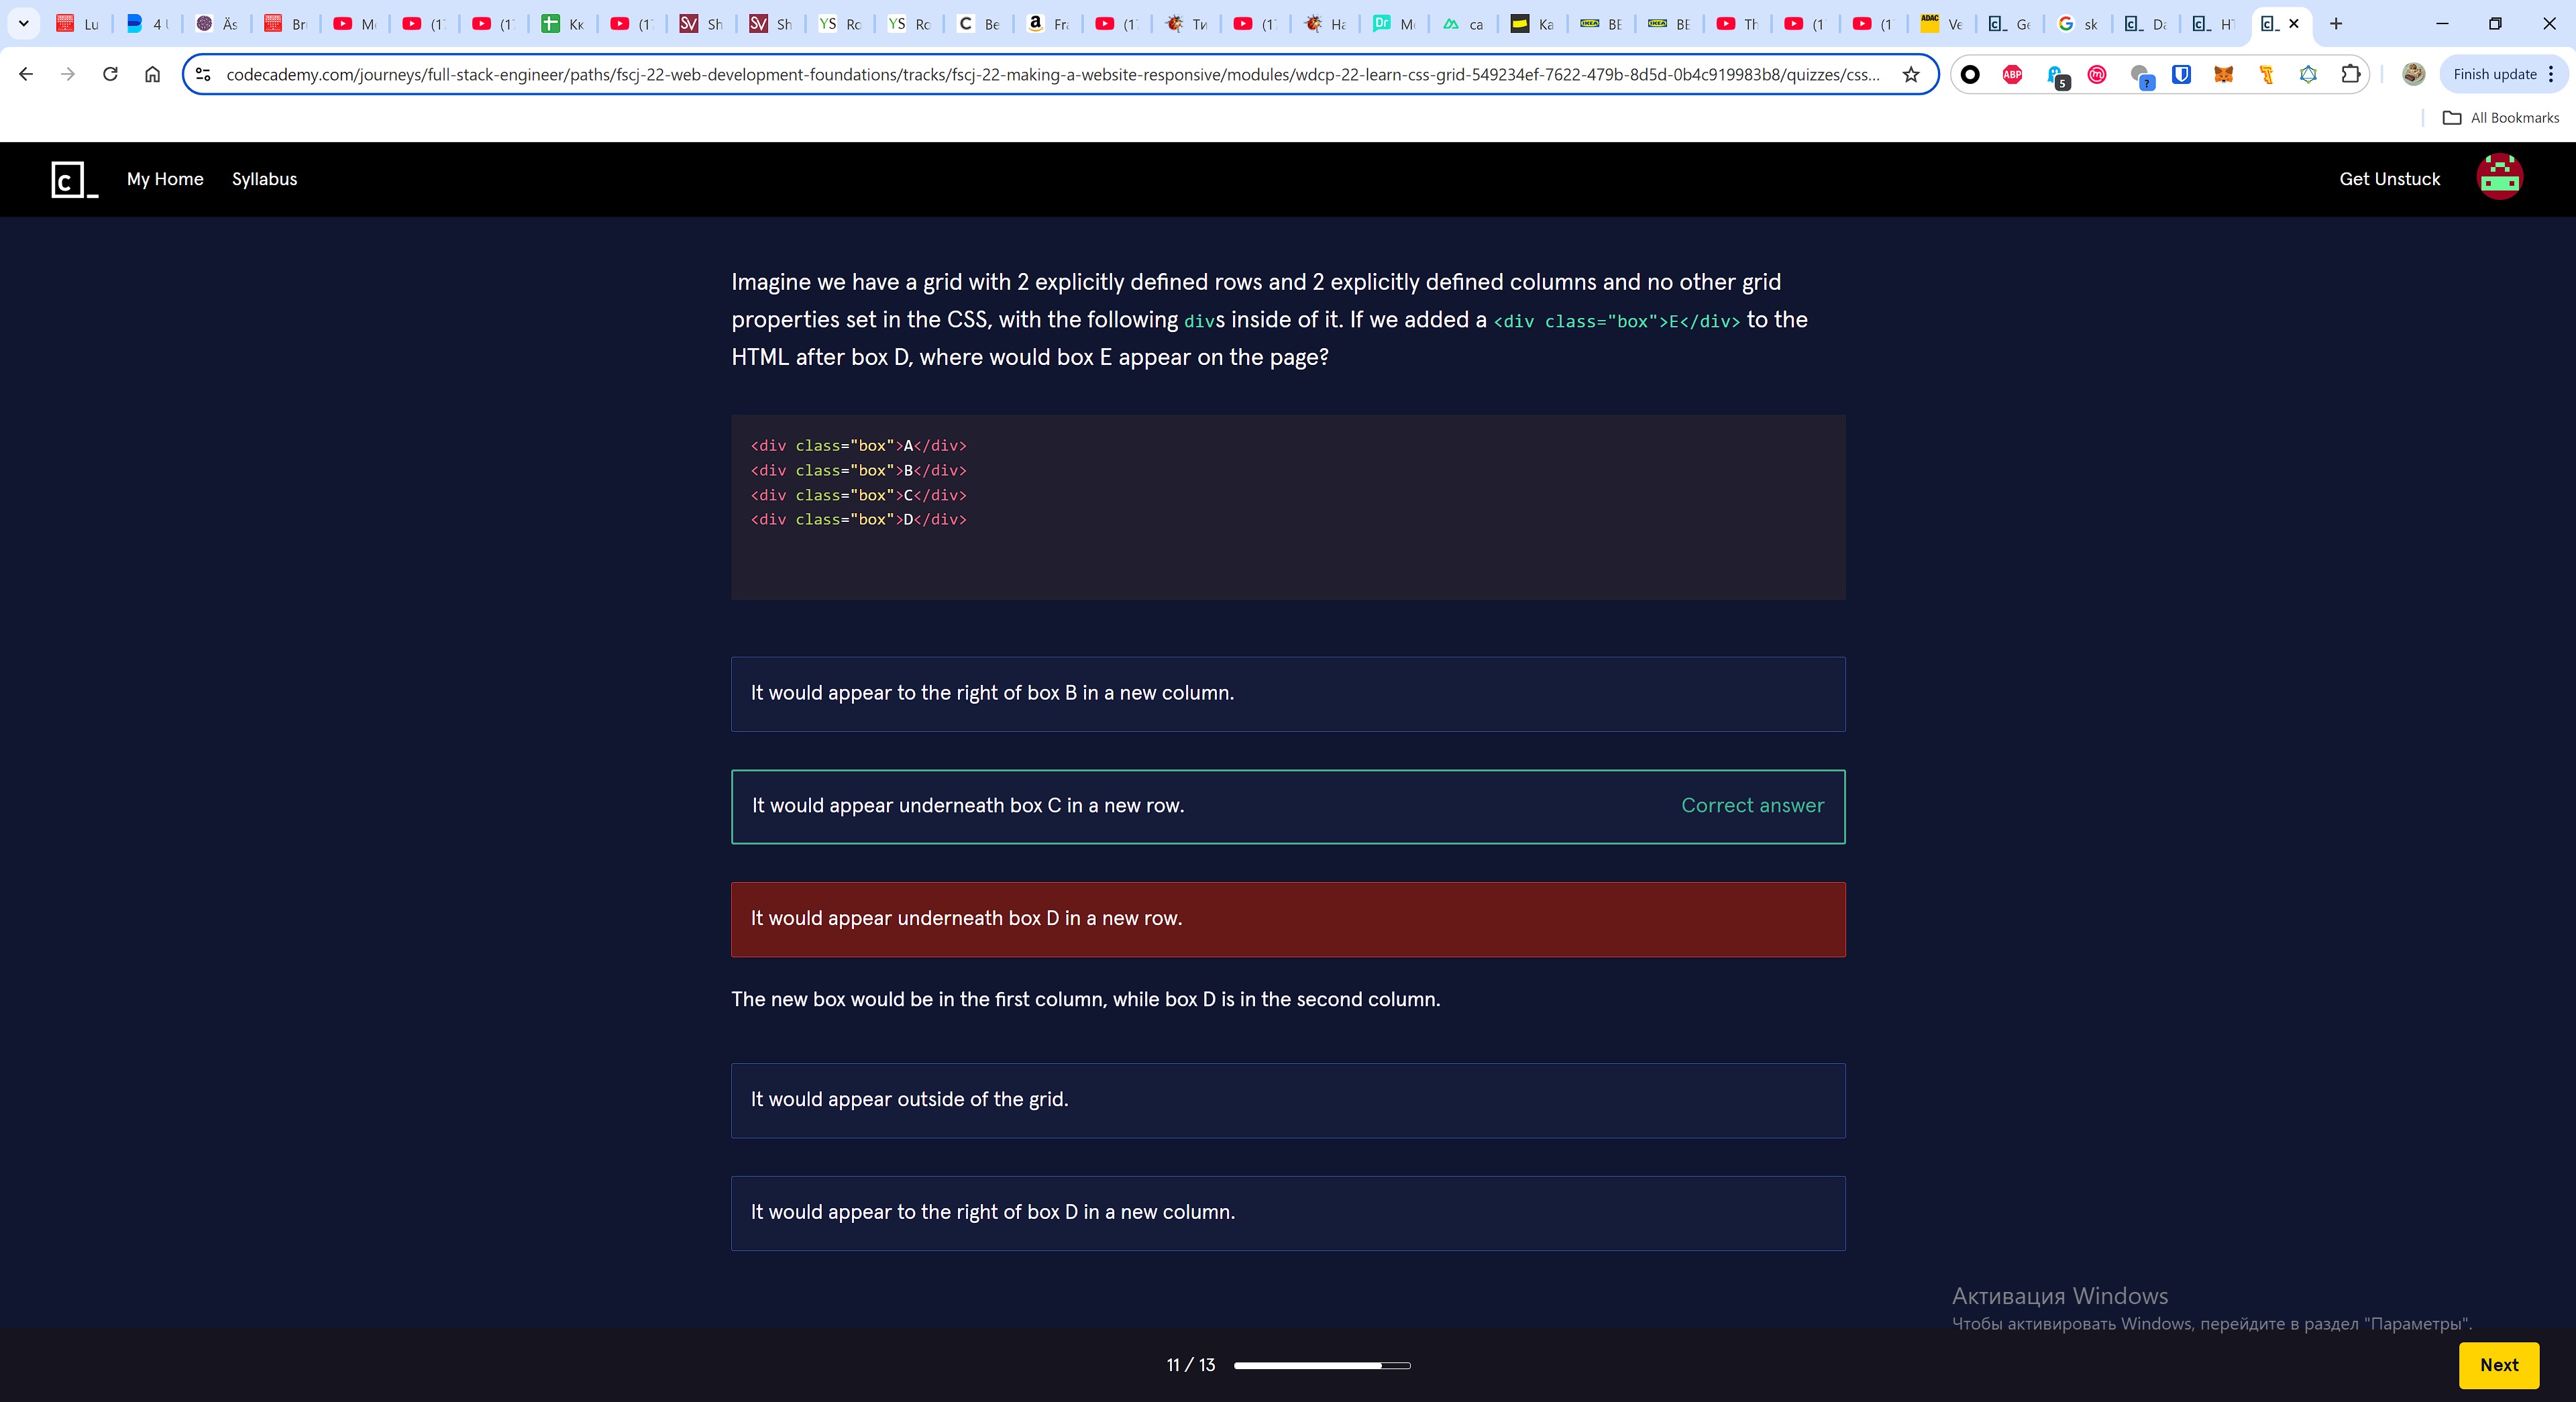 Lu
4 U
Äs
Br
(1
(1
Кк
(1
Sh
Sh
Ro
Ro
Be
Fra
(1
Ти
(1
На
ca
Ka
BE
BE
Th
(1
(1
Ve
Ge
sk
Da
HT
codecademy.com/journeys/full-stack-engineer/paths/fscj-22-web-development-foundations/tracks/fscj-22-making-a-website-responsive/modules/wdcp-22-learn-css-grid-549234ef-7622-479b-8d5d-0b4c919983b8/quizzes/css...
ABP
5
?
Finish update
All Bookmarks
My Home
Syllabus
Get Unstuck
Imagine we have a grid with 2 explicitly defined rows and 2 explicitly defined columns and no other grid
properties set in the CSS, with the following divs inside of it. If we added a <div class="box">E</div> to the
HTML after box D, where would box E appear on the page?
<div class="box">A</div>
<div class="box">B</div>
<div class="box">C</div>
<div class="box">D</div>
It would appear to the right of box B in a new column.
It would appear underneath box C in a new row.
Correct answer
It would appear underneath box D in a new row.
The new box would be in the first column, while box D is in the second column.
It would appear outside of the grid.
It would appear to the right of box D in a new column.
Активация Windows
Чтобы активировать Windows, перейдите в раздел "Параметры".
11 / 13
Next